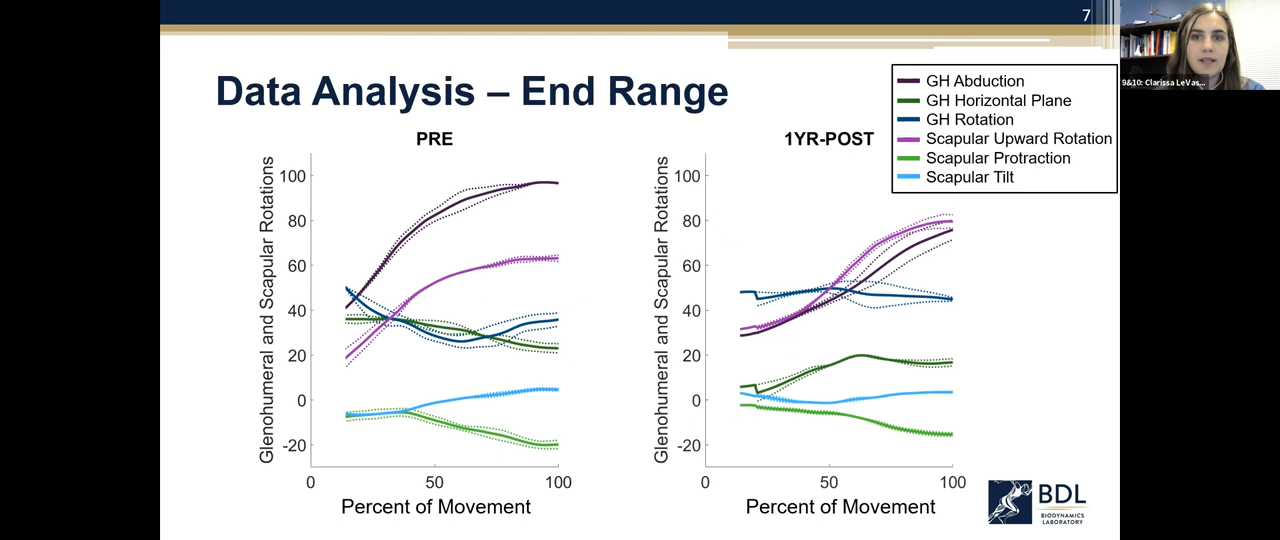 7
9&10: Clarissa LeVas...
Data Analysis – End Range
GH Abduction
GH Horizontal Plane
GH Rotation
Scapular Upward Rotation
Scapular Protraction
Scapular Tilt
PRE
Glenohumeral and Scapular Rotations
100
80
60
40
20
0
-20
0
50
100
Percent of Movement
1YR-POST
Glenohumeral and Scapular Rotations
100
80
60
40
20
0
-20
0
50
100
Percent of Movement
BDL
BIODYNAMICS
LABORATORY